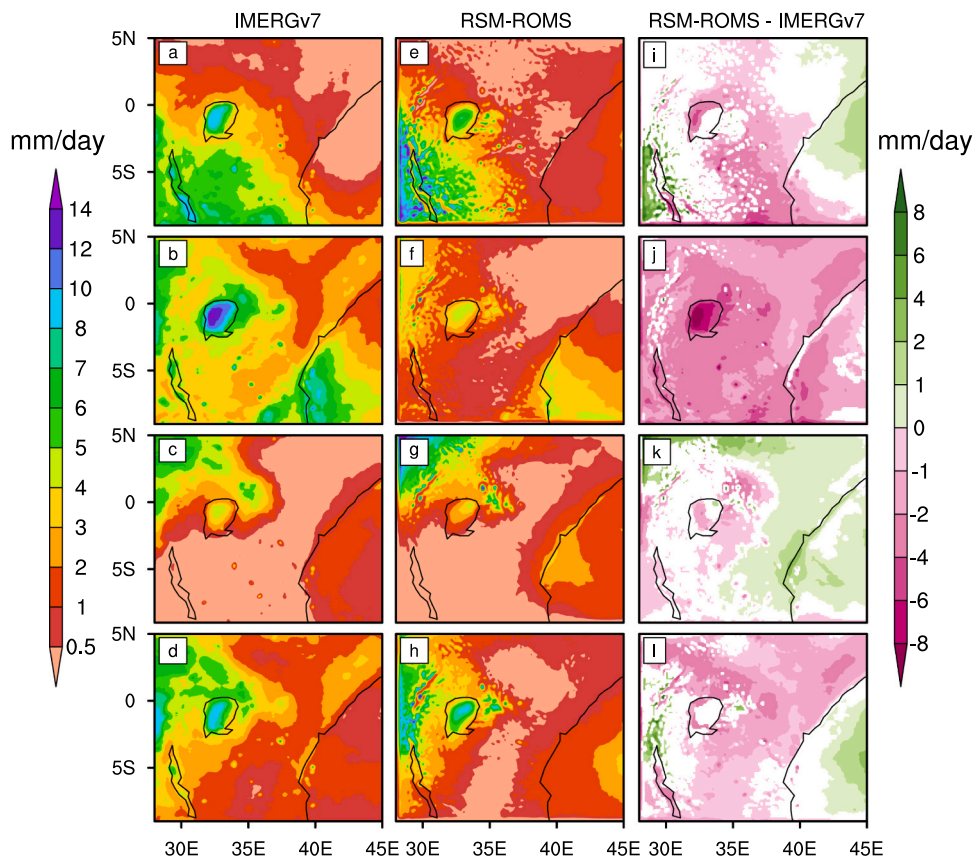 IMERGv7 RSM-ROMS RSM-ROMS - IMERGv7
5N a e i
0
5S
mm/day
14
12
10
8
7
6
5
4
3
2
1
0.5
5N b f j
0
5S
5N c g k
0
5S
5N d h l
0
5S
30E 35E 40E 45E 30E 35E 40E 45E 30E 35E 40E 45E
mm/day
8
6
4
2
1
0
-1
-2
-4
-6
-8